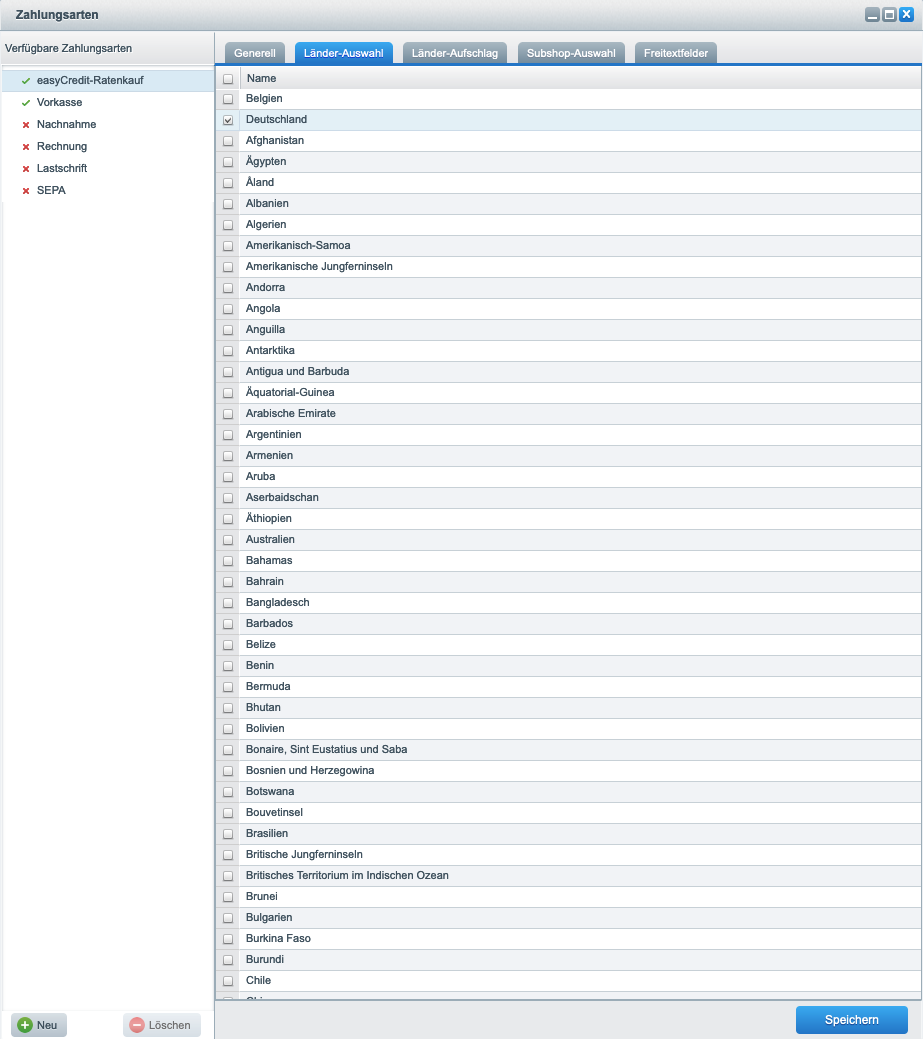 Zahlungsarten
Verfügbare Zahlungsarten
easyCredit-Ratenkauf
Vorkasse
Nachnahme
Rechnung
Lastschrift
SEPA
Neu
Löschen
Generell
Länder-Auswahl
Länder-Aufschlag
Subshop-Auswahl
Freitextfelder
Name
Belgien
Deutschland
Afghanistan
Ägypten
Åland
Albanien
Algerien
Amerikanisch-Samoa
Amerikanische Jungferninseln
Andorra
Angola
Anguilla
Antarktika
Antigua und Barbuda
Äquatorial-Guinea
Arabische Emirate
Argentinien
Armenien
Aruba
Aserbaidschan
Äthiopien
Australien
Bahamas
Bahrain
Bangladesch
Barbados
Belize
Benin
Bermuda
Bhutan
Bolivien
Bonaire, Sint Eustatius und Saba
Bosnien und Herzegowina
Botswana
Bouvetinsel
Brasilien
Britische Jungferninseln
Britisches Territorium im Indischen Ozean
Brunei
Bulgarien
Burkina Faso
Burundi
Chile
Speichern